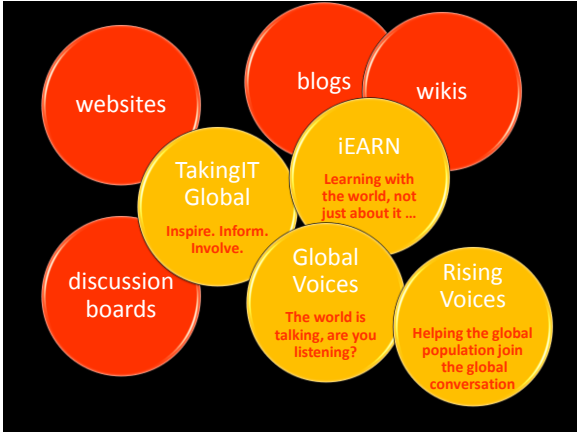 websites
blogs
wikis
TakingIT
Global
Inspire. Inform.
Involve.
iEARN
Learning with
the world, not
just about it ...
discussion
boards
Global
Voices
The world is
talking, are you
listening?
Rising
Voices
Helping the global
population join
the global
conversation